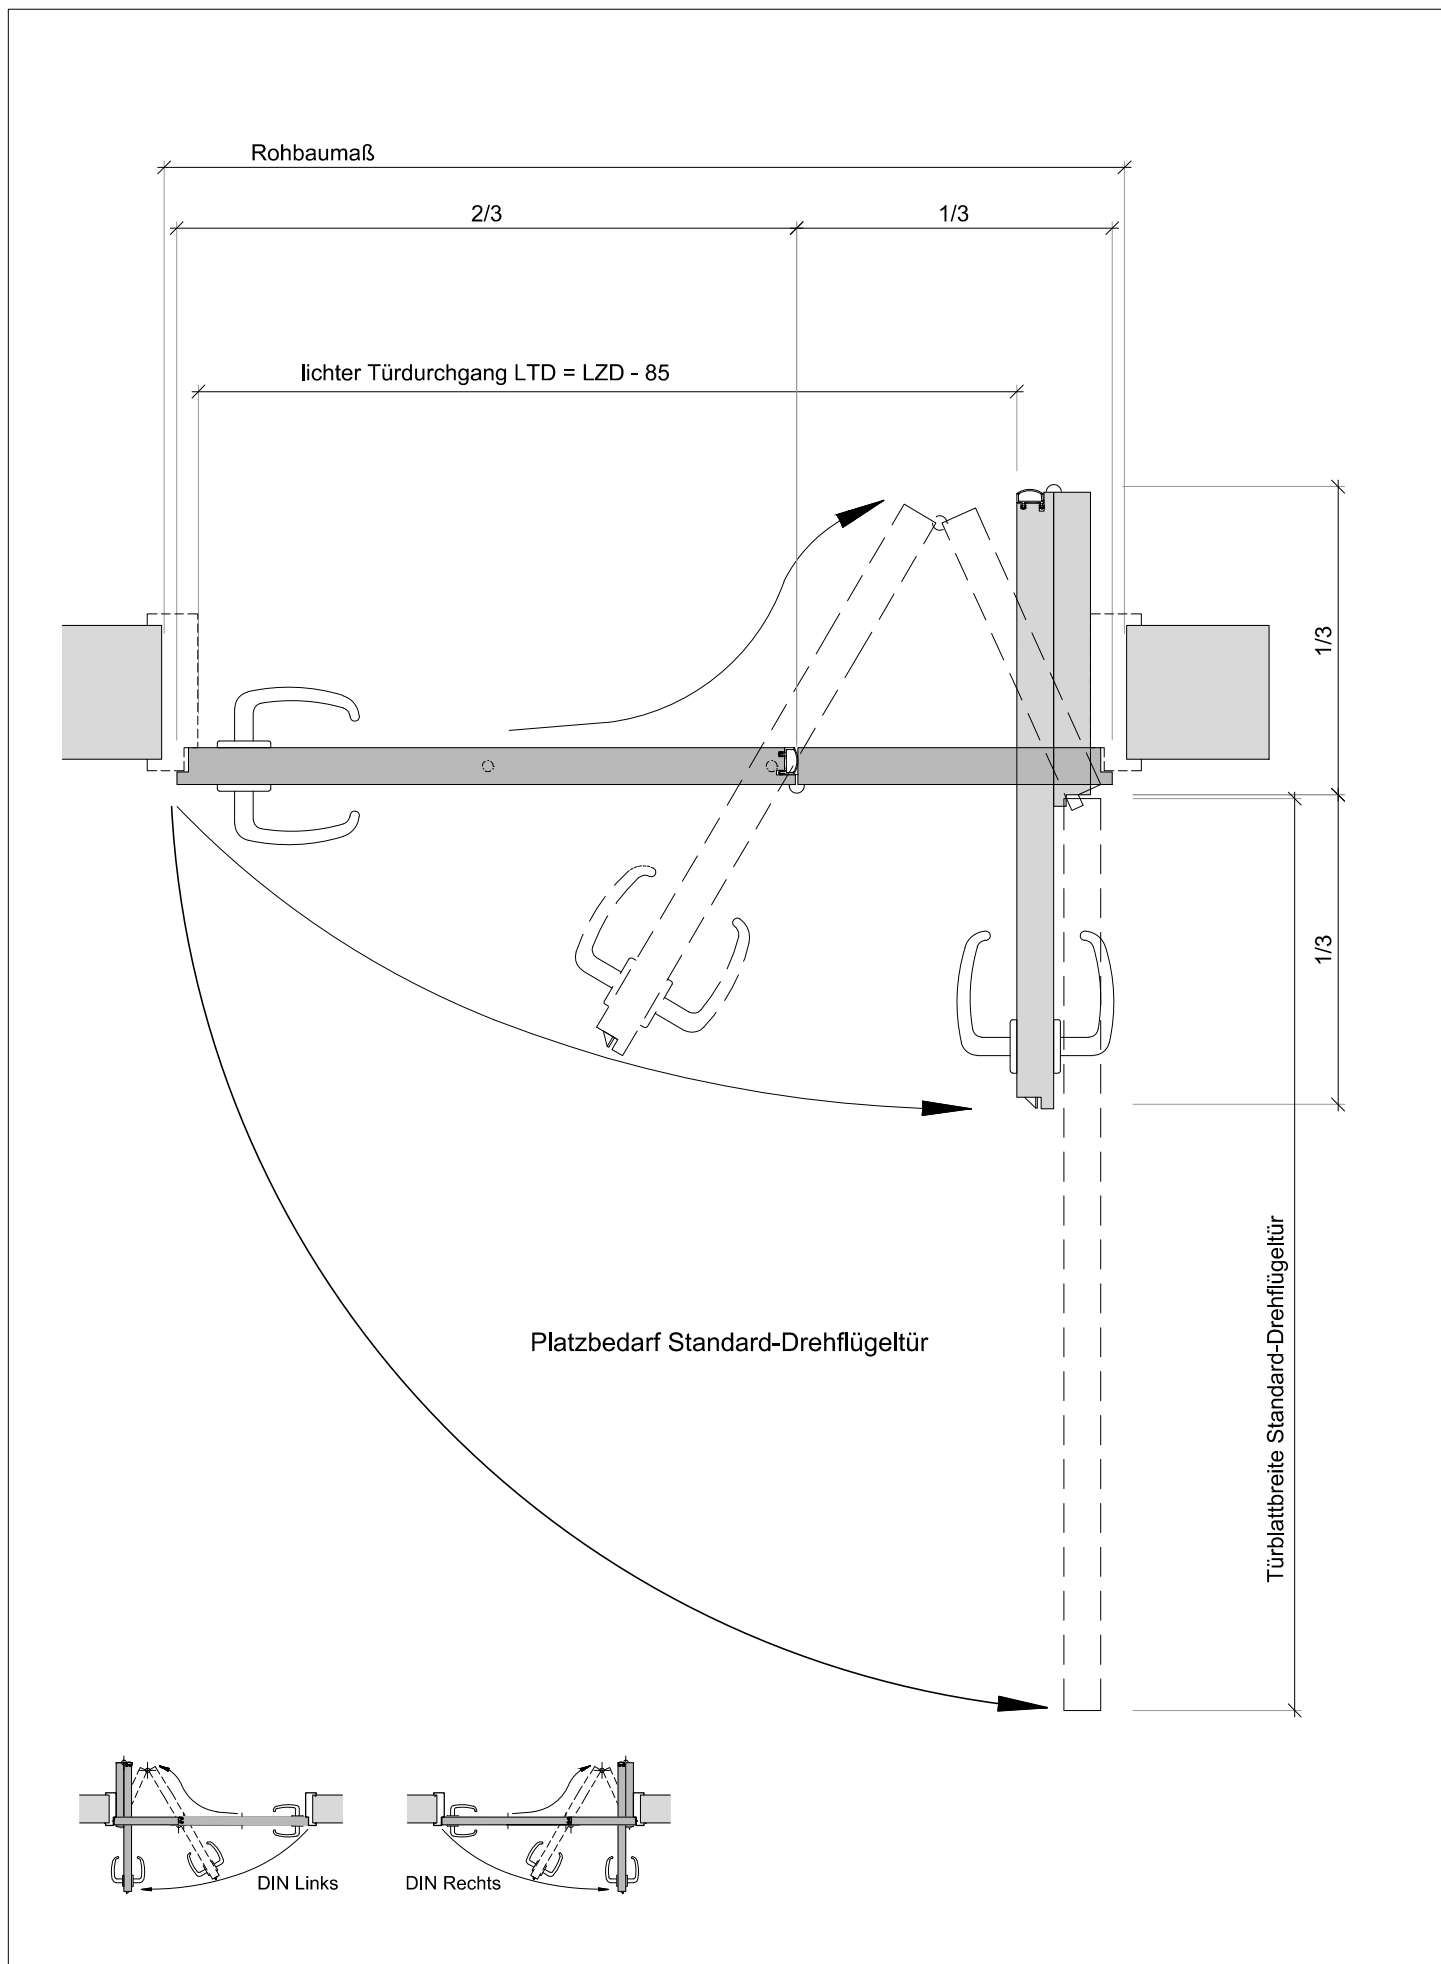 Rohbaumaß
2/3
1/3
lichter Türdurchgang LTD = LZD - 85
1/3
1/3
Platzbedarf Standard-Drehflügeltür
Türblattbreite Standard-Drehflügeltür
DIN Links
DIN Rechts